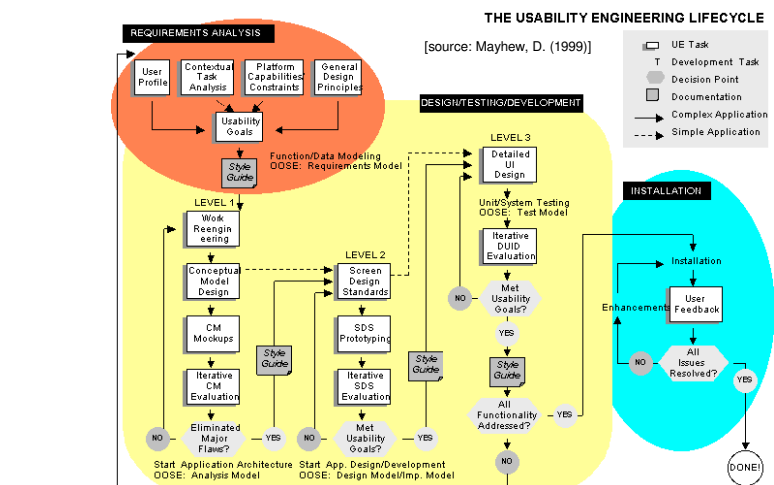 THE USABILITY ENGINEERING LIFECYCLE
[source: Mayhew, D. (1999)]
UE Task
T Development Task
Decision Point
Documentation
Complex Application
Simple Application
REQUIREMENTS ANALYSIS
User
Profile
Contextual
Task
Analysis
Platform
Capabilities/
Constraints
General
Design
Principles
Usability
Goals
Style
Guide
Function/Data Modeling
OOSE: Requirements Model
DESIGN/TESTING/DEVELOPMENT
LEVEL 1
Work
Reengin
eering
Conceptual
Model
Design
CM
Mockups
Iterative
CM
Evaluation
Eliminated
Major
Flaws?
NO
YES
Style
Guide
Start Application Architecture
OOSE: Analysis Model
LEVEL 2
Screen
Design
Standards
SDS
Prototyping
Iterative
SDS
Evaluation
Met
Usability
Goals?
NO
YES
Style
Guide
Start App. Design/Development
OOSE: Design Model/Imp. Model
LEVEL 3
Detailed
UI
Design
Unit/System Testing
OOSE: Test Model
Iterative
DUID
Evaluation
Met
Usability
Goals?
NO
YES
Style
Guide
All
Functionality
Addressed?
YES
NO
INSTALLATION
Installation
Enhancements
User
Feedback
All
Issues
Resolved?
NO
YES
DONE!